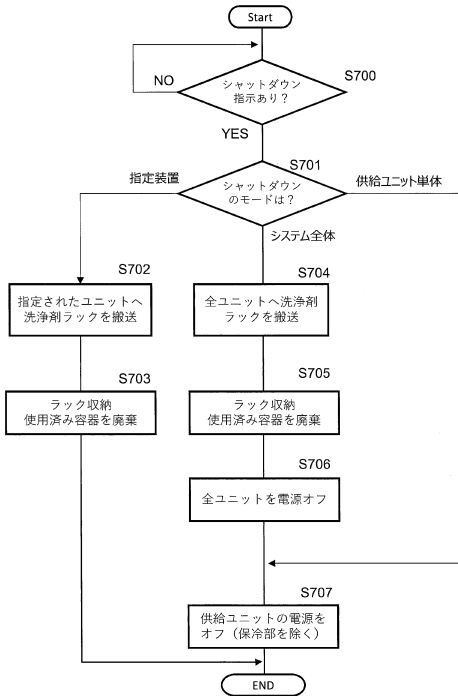 Start
シャットダウン
指示あり？
S700
NO
YES
S701
シャットダウン
のモードは？
指定装置
供給ユニット単体
システム全体
S702
指定されたユニットへ
洗浄剤ラックを搬送
S704
全ユニットへ洗浄剤
ラックを搬送
S703
ラック収納
使用済み容器を廃棄
S705
ラック収納
使用済み容器を廃棄
S706
全ユニットを電源オフ
S707
供給ユニットの電源を
オフ（保冷部を除く）
END